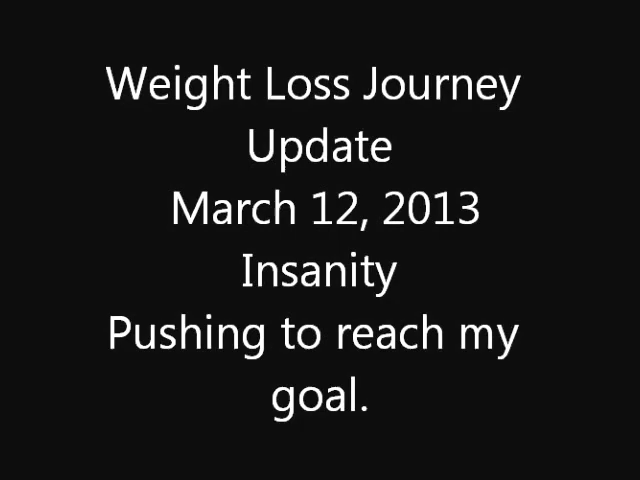 Weight Loss Journey
Update
March 12, 2013
Insanity
Pushing to reach my
goal.